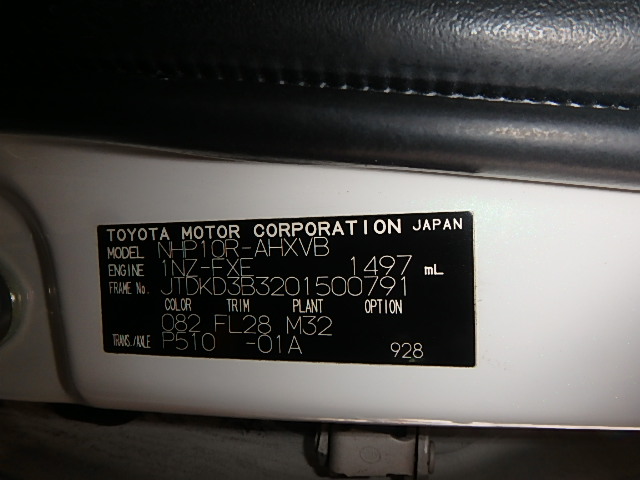 TOYOTA MOTOR CORPORATION JAPAN
MODEL NHP10R-AHXVB
ENGINE 1NZ-FXE 1497 mL
FRAME No. JTDKD3B3201500791
COLOR TRIM PLANT OPTION
082 FL28 M32
TRANS./AXLE P510 -01A 928